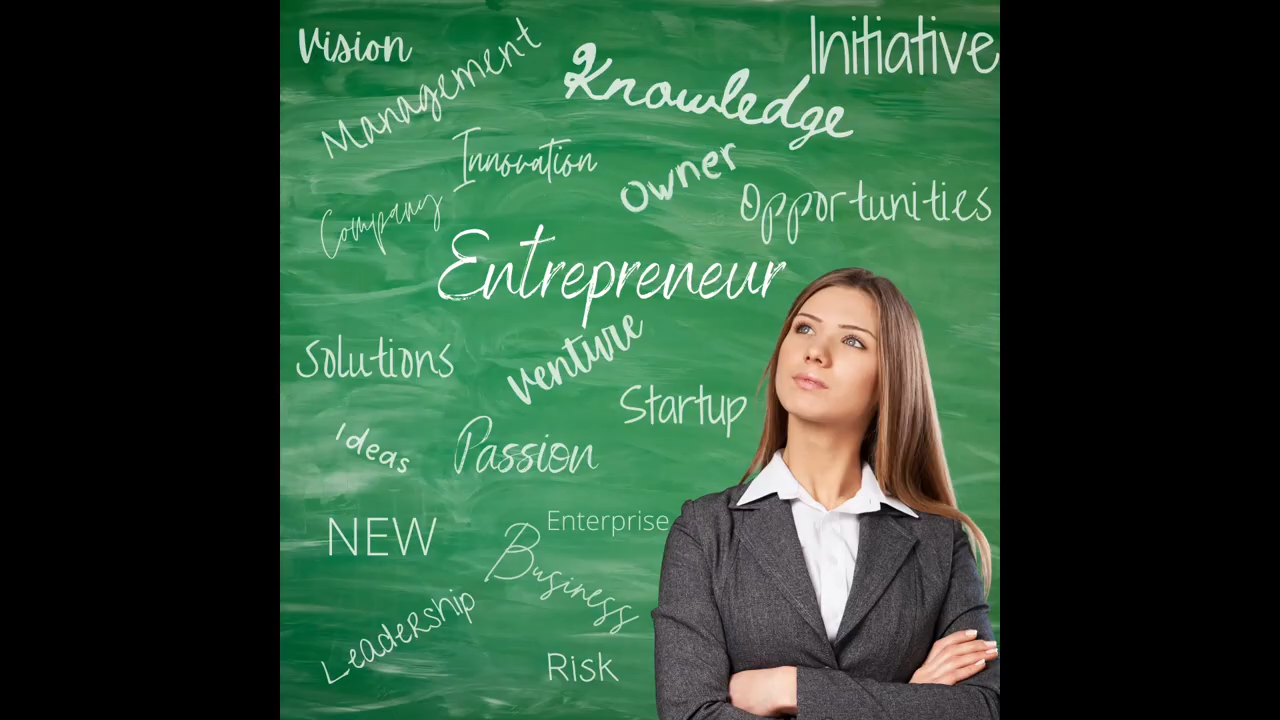 Vision
Initiative
Management
Knowledge
Innovation
Owner
Opportunities
Company
Entrepreneur
venture
Solutions
Startup
Ideas
Passion
NEW
Enterprise
Business
Leadership
Risk